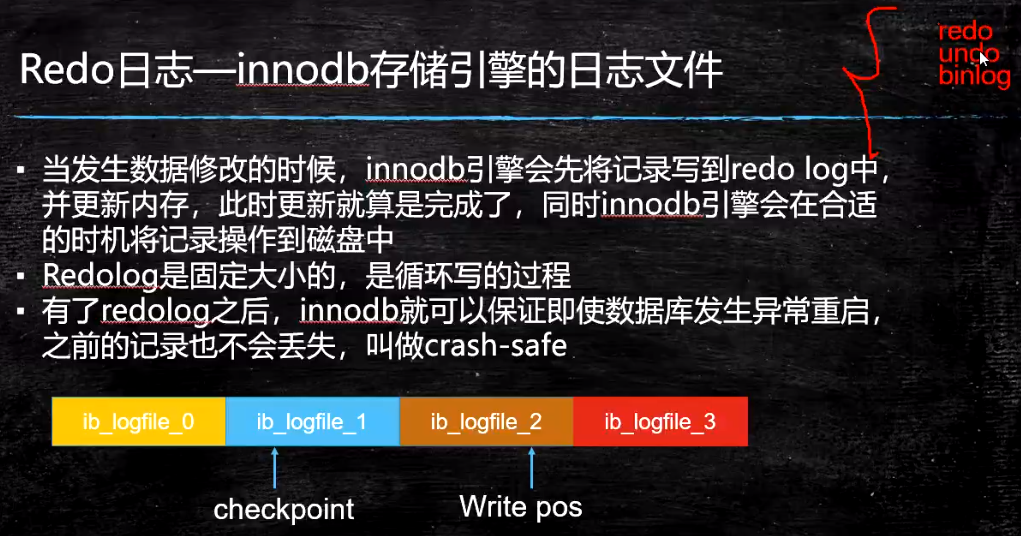 redo
undo
binlog
Redo日志—innodb存储引擎的日志文件
▪ 当发生数据修改的时候，innodb引擎会先将记录写到redo log中，
并更新内存，此时更新就算是完成了，同时innodb引擎会在合适
的时机将记录操作到磁盘中
▪ Redolog是固定大小的，是循环写的过程
▪ 有了redolog之后，innodb就可以保证即使数据库发生异常重启，
之前的记录也不会丢失，叫做crash-safe
ib_logfile_0 ib_logfile_1 ib_logfile_2 ib_logfile_3
checkpoint Write pos